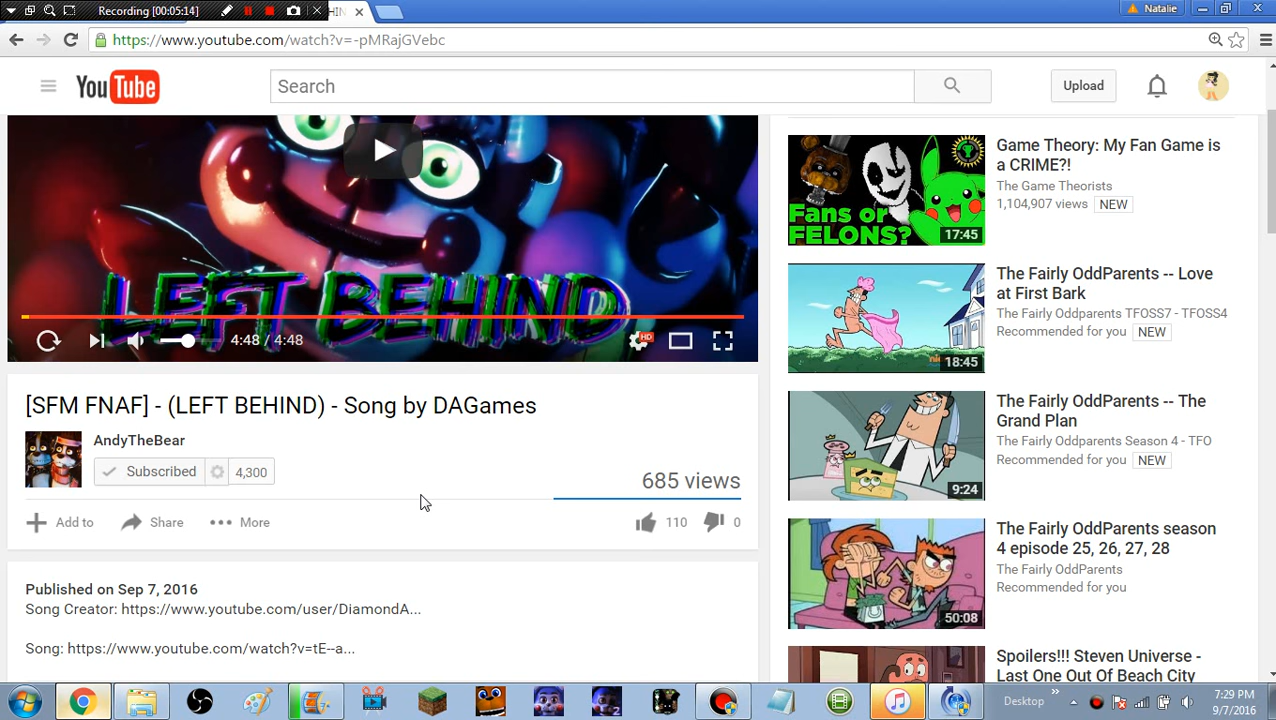 Recording [00:05:14]
HIN
Natalie
https://www.youtube.com/watch?v=-pMRajGVebc
YouTube
Search
Upload
LEFT BEHIND
4:48 / 4:48
HD
[SFM FNAF] - (LEFT BEHIND) - Song by DAGames
AndyTheBear
Subscribed
4,300
685 views
Add to
Share
More
110
0
Published on Sep 7, 2016
Song Creator: https://www.youtube.com/user/DiamondA...
Song: https://www.youtube.com/watch?v=tE--a...
Fans or
FELONS?
17:45
Game Theory: My Fan Game is
a CRIME?!
The Game Theorists
1,104,907 views NEW
18:45
The Fairly OddParents -- Love
at First Bark
The Fairly Oddparents TFOSS7 - TFOSS4
Recommended for you NEW
9:24
The Fairly OddParents -- The
Grand Plan
The Fairly Oddparents Season 4 - TFO
Recommended for you NEW
50:08
The Fairly OddParents season
4 episode 25, 26, 27, 28
The Fairly OddParents
Recommended for you
Spoilers!!! Steven Universe -
Last One Out Of Beach City
Desktop
7:29 PM
9/7/2016